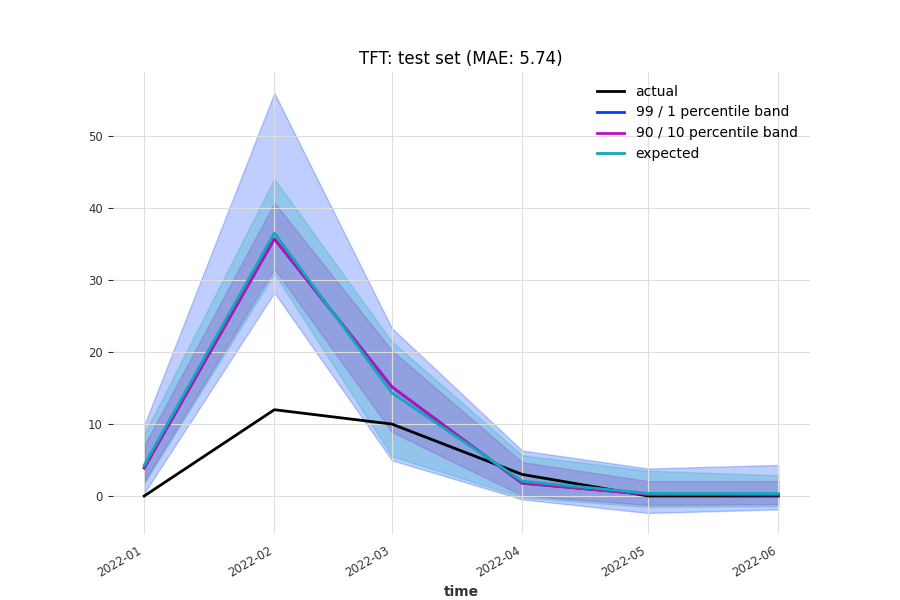 TFT: test set (MAE: 5.74)
actual
99 / 1 percentile band
90 / 10 percentile band
expected
50
40
30
20
10
0
2022-01
2022-02
2022-03
2022-04
2022-05
2022-06
time